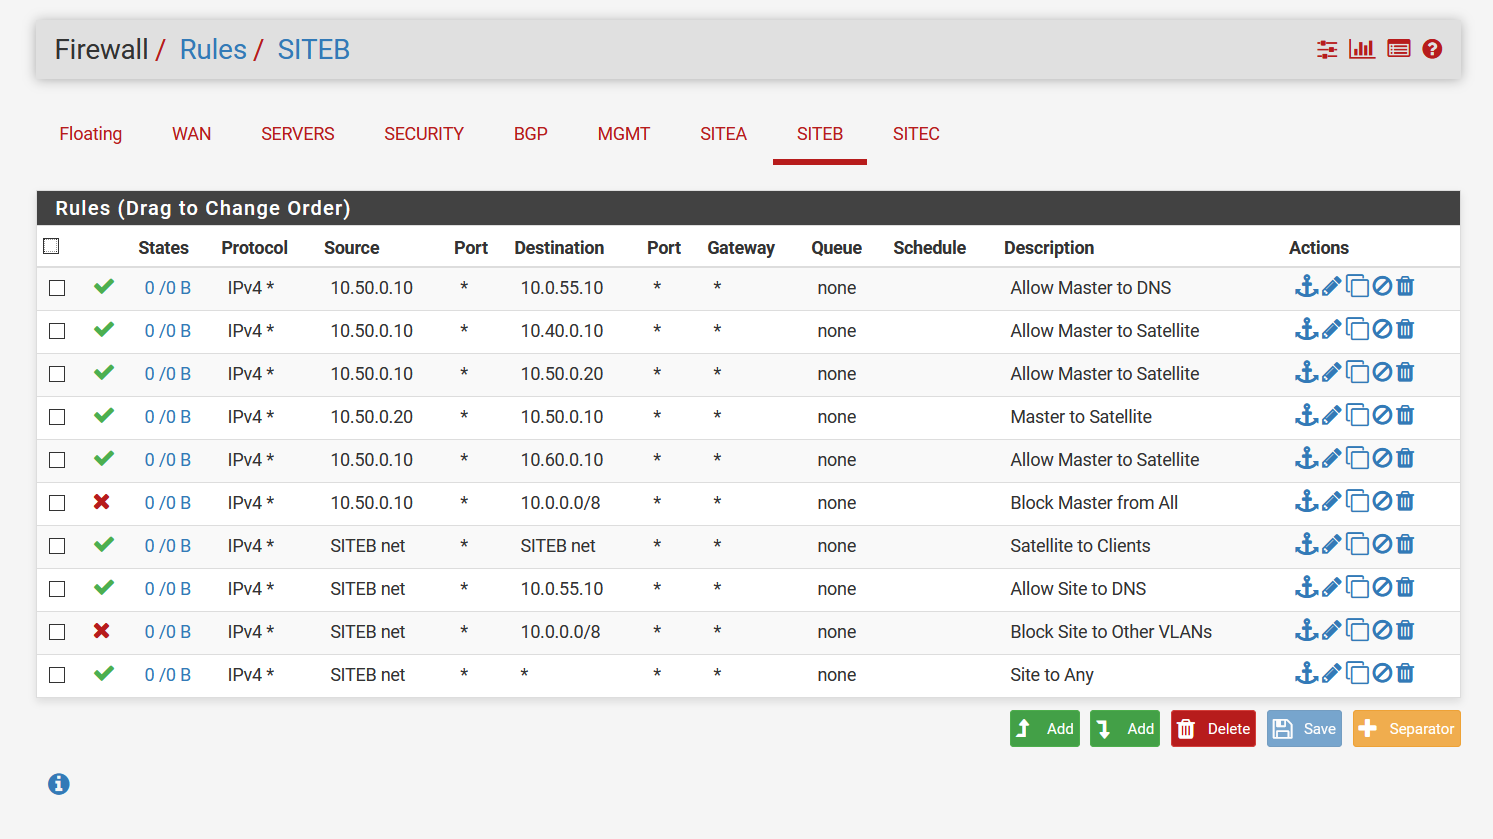 Firewall / Rules / SITEB
Floating WAN SERVERS SECURITY BGP MGMT SITEA SITEB SITEC
Rules (Drag to Change Order)
States Protocol Source Port Destination Port Gateway Queue Schedule Description Actions
0 /0 B IPv4 * 10.50.0.10 * 10.0.55.10 * * none Allow Master to DNS
0 /0 B IPv4 * 10.50.0.10 * 10.40.0.10 * * none Allow Master to Satellite
0 /0 B IPv4 * 10.50.0.10 * 10.50.0.20 * * none Allow Master to Satellite
0 /0 B IPv4 * 10.50.0.20 * 10.50.0.10 * * none Master to Satellite
0 /0 B IPv4 * 10.50.0.10 * 10.60.0.10 * * none Allow Master to Satellite
0 /0 B IPv4 * 10.50.0.10 * 10.0.0.0/8 * * none Block Master from All
0 /0 B IPv4 * SITEB net * SITEB net * * none Satellite to Clients
0 /0 B IPv4 * SITEB net * 10.0.55.10 * * none Allow Site to DNS
0 /0 B IPv4 * SITEB net * 10.0.0.0/8 * * none Block Site to Other VLANs
0 /0 B IPv4 * SITEB net * * * * none Site to Any
Add Add Delete Save Separator